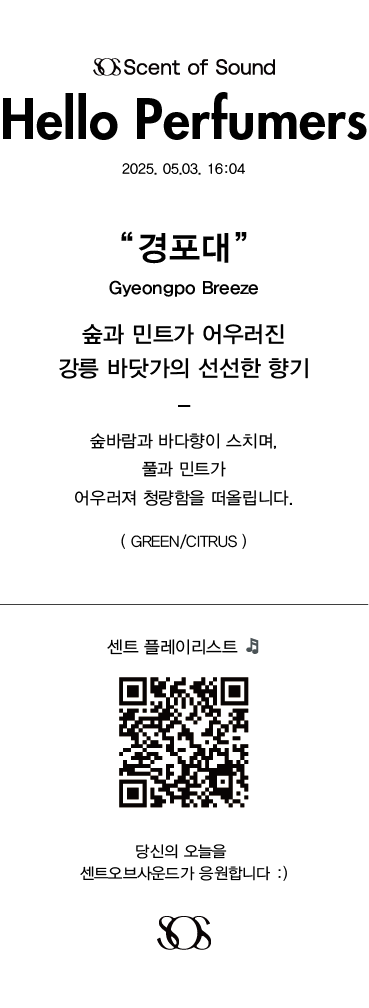 SOS Scent of Sound
Hello Perfumers
2025. 05.03. 16:04
“경포대”
Gyeongpo Breeze
숲과 민트가 어우러진
강릉 바닷가의 선선한 향기
–
숲바람과 바다향이 스치며,
풀과 민트가
어우러져 청량함을 떠올립니다.
( GREEN/CITRUS )
센트 플레이리스트 🎵
당신의 오늘을
센트오브사운드가 응원합니다 :)
SOS